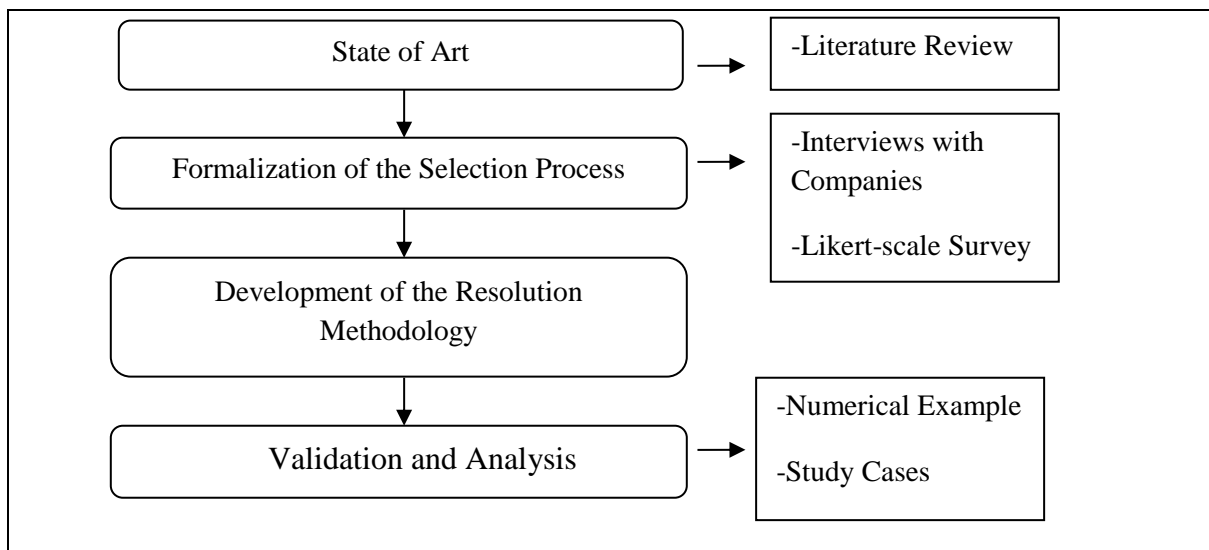 State of Art
-Literature Review
Formalization of the Selection Process
-Interviews with
Companies
-Likert-scale Survey
Development of the Resolution
Methodology
Validation and Analysis
-Numerical Example
-Study Cases